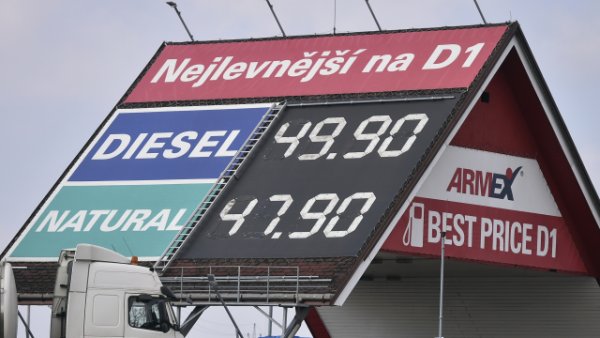 Nejlevnější na D1
DIESEL 49.90
NATURAL 47.90
ARMEX
BEST PRICE D1